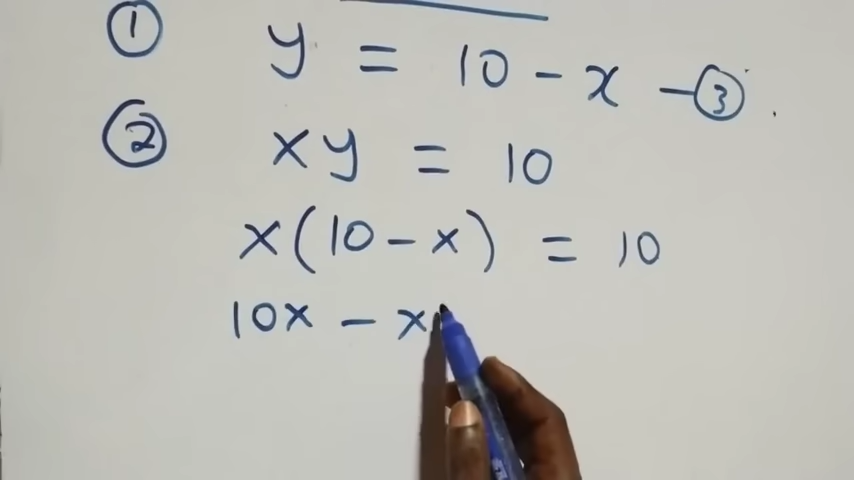 ① y = 10 - x - ③
② xy = 10
x(10 - x) = 10
10x - x